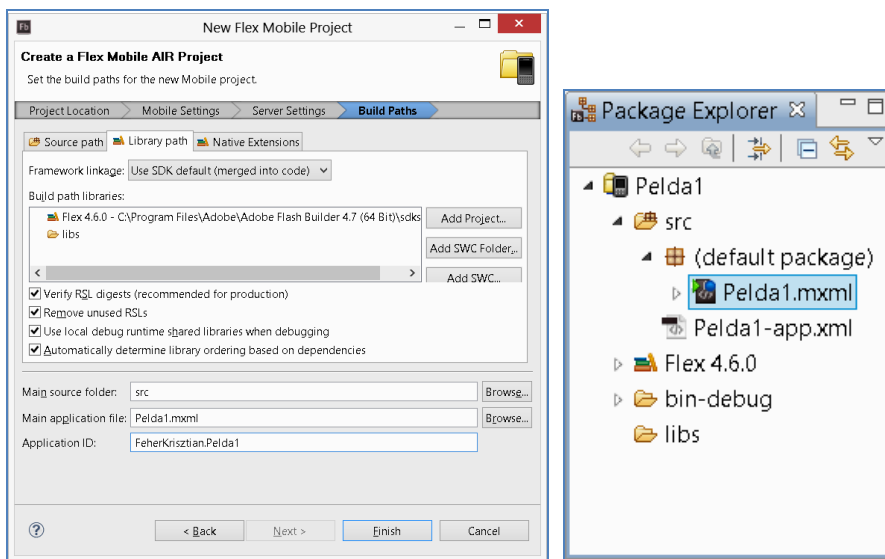 Fb
New Flex Mobile Project
Create a Flex Mobile AIR Project
Set the build paths for the new Mobile project.
Project Location
Mobile Settings
Server Settings
Build Paths
Source path
Library path
Native Extensions
Framework linkage: Use SDK default (merged into code)
Build path libraries:
Flex 4.6.0 - C:\Program Files\Adobe\Adobe Flash Builder 4.7 (64 Bit)\sdks
libs
Add Project...
Add SWC Folder...
Add SWC...
Verify RSL digests (recommended for production)
Remove unused RSLs
Use local debug runtime shared libraries when debugging
Automatically determine library ordering based on dependencies
Main source folder: src Browse...
Main application file: Pelda1.mxml Browse...
Application ID: FeherKrisztian.Pelda1
< Back
Next >
Finish
Cancel
Package Explorer
Pelda1
src
(default package)
Pelda1.mxml
Pelda1-app.xml
Flex 4.6.0
bin-debug
libs